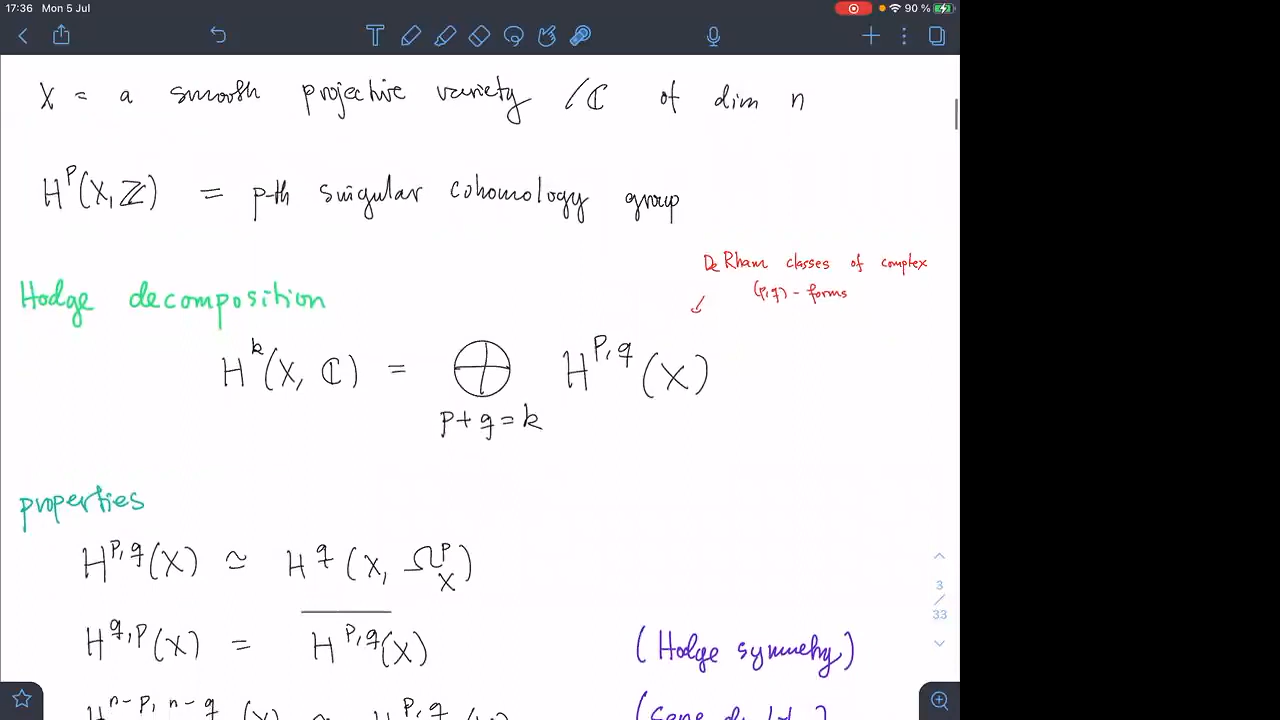 17:36 Mon 5 Jul
90 %
X = a smooth projective variety /ℂ of dim n
H^p(X, ℤ) = p-th singular cohomology group
De Rham classes of complex
(p,q) - forms
Hodge decomposition
H^k(X, ℂ) = ⊕_{p+q=k} H^{p,q}(X)
properties
H^{p,q}(X) ≃ H^q(X, Ω^p_X)
3
/
33
H^{q,p}(X) = \overline{H^{p,q}(X)} (Hodge symmetry)
H^{n-p, n-q}(X) ≃ H^{p,q}